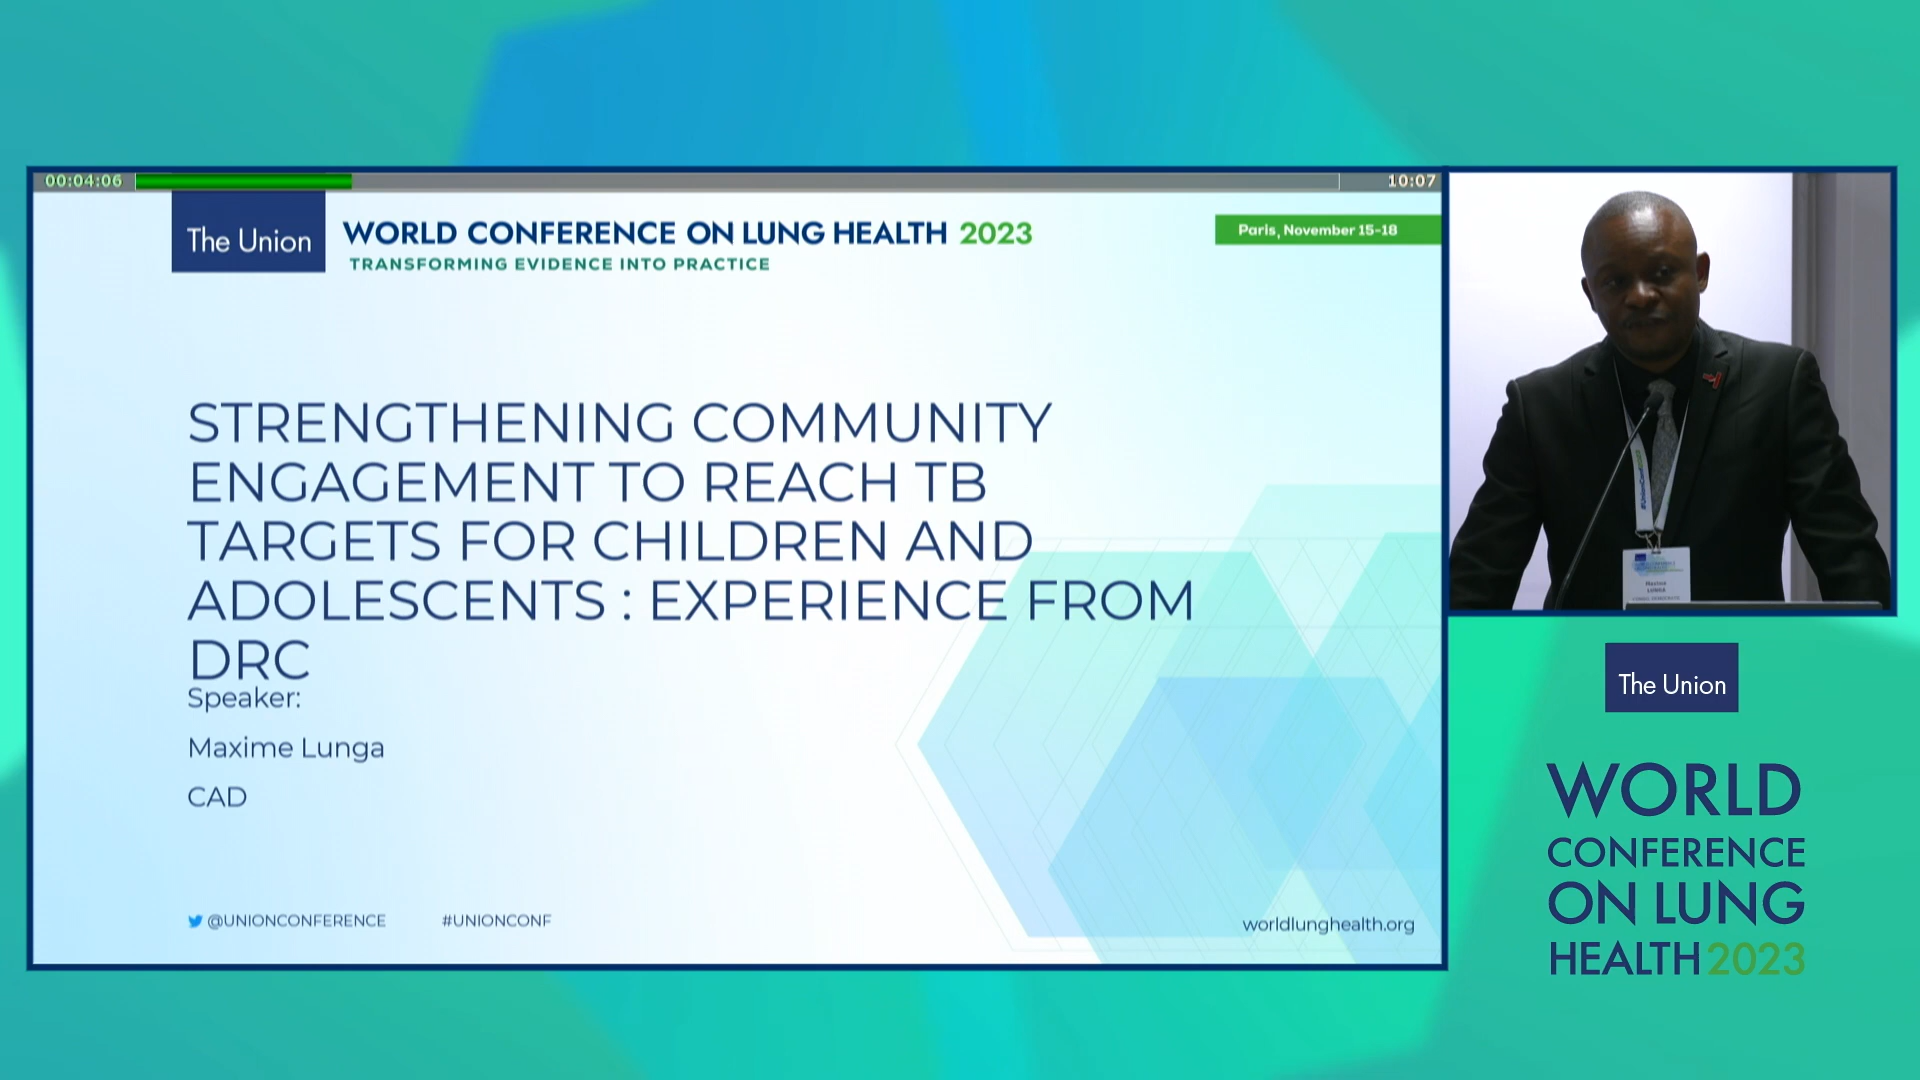 00:04:06
10:07
The Union
WORLD CONFERENCE ON LUNG HEALTH 2023
TRANSFORMING EVIDENCE INTO PRACTICE
Paris, November 15-18
STRENGTHENING COMMUNITY
ENGAGEMENT TO REACH TB
TARGETS FOR CHILDREN AND
ADOLESCENTS : EXPERIENCE FROM
DRC
Speaker:
Maxime Lunga
CAD
@UNIONCONFERENCE
#UNIONCONF
worldlunghealth.org
Maxime
LUNGA
The Union
WORLD
CONFERENCE
ON LUNG
HEALTH 2023